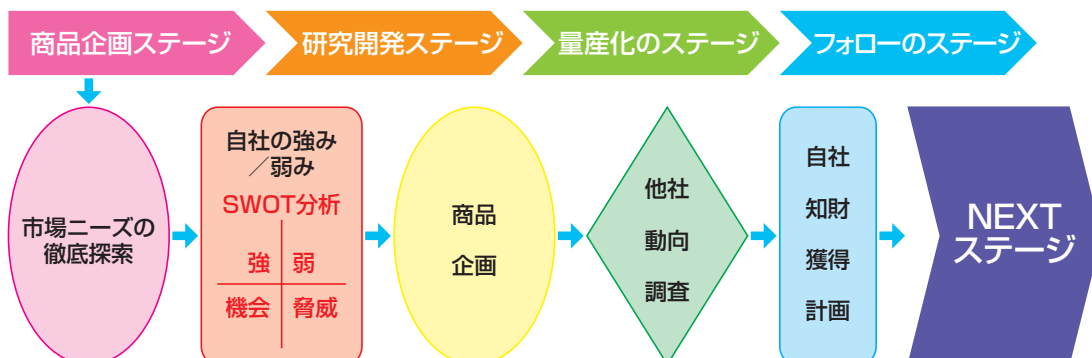 商品企画ステージ
研究開発ステージ
量産化のステージ
フォローのステージ
市場ニーズの
徹底探索
自社の強み
／弱み
SWOT分析
強 弱
機会 脅威
商品
企画
他社
動向
調査
自社
知財
獲得
計画
NEXT
ステージ